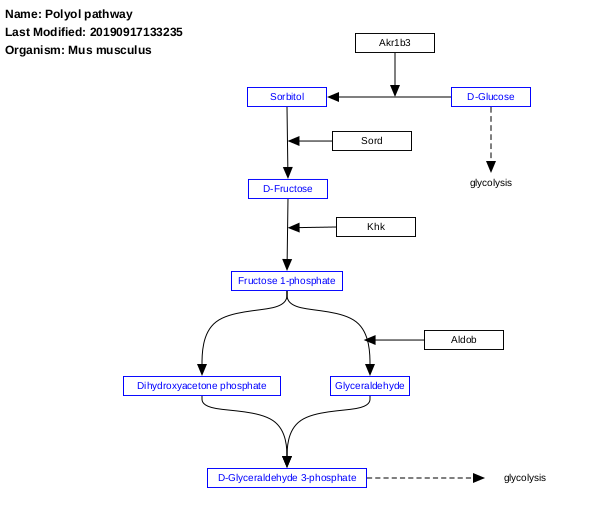 Name: Polyol pathway
Last Modified: 20190917133235
Organism: Mus musculus
Akr1b3
Sorbitol
D-Glucose
Sord
glycolysis
D-Fructose
Khk
Fructose 1-phosphate
Aldob
Dihydroxyacetone phosphate
Glyceraldehyde
D-Glyceraldehyde 3-phosphate
glycolysis